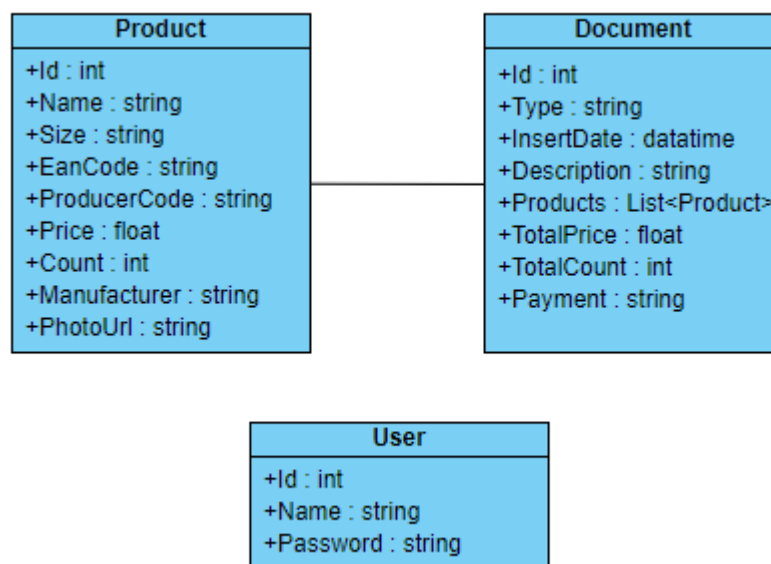 Product
+Id : int
+Name : string
+Size : string
+EanCode : string
+ProducerCode : string
+Price : float
+Count : int
+Manufacturer : string
+PhotoUrl : string
Document
+Id : int
+Type : string
+InsertDate : datatime
+Description : string
+Products : List<Product>
+TotalPrice : float
+TotalCount : int
+Payment : string
User
+Id : int
+Name : string
+Password : string